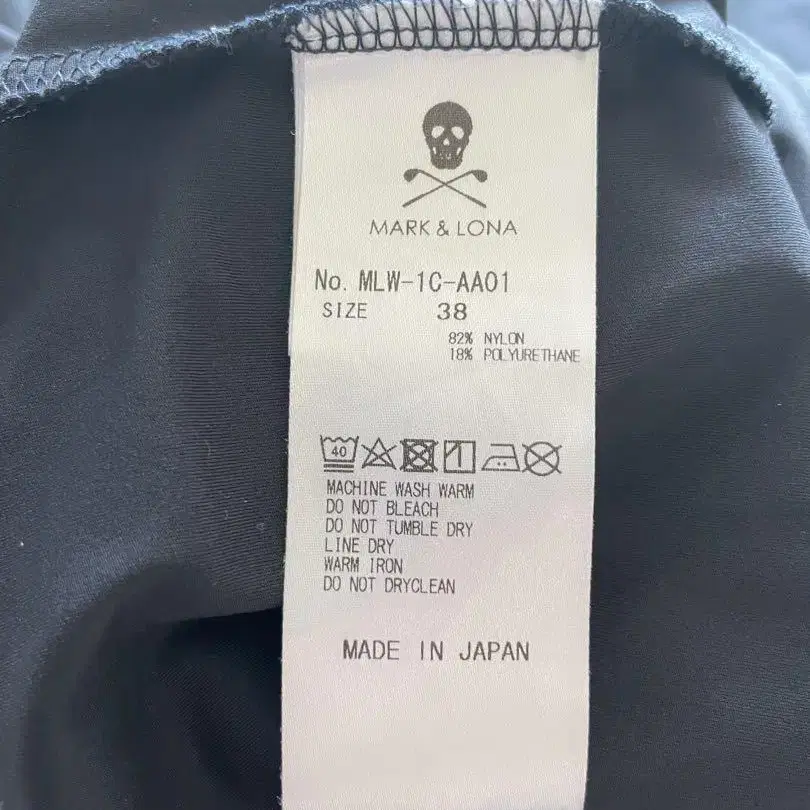 MARK & LONA
No. MLW-1C-AA01
SIZE 38
82% NYLON
18% POLYURETHANE
40
MACHINE WASH WARM
DO NOT BLEACH
DO NOT TUMBLE DRY
LINE DRY
WARM IRON
DO NOT DRYCLEAN
MADE IN JAPAN